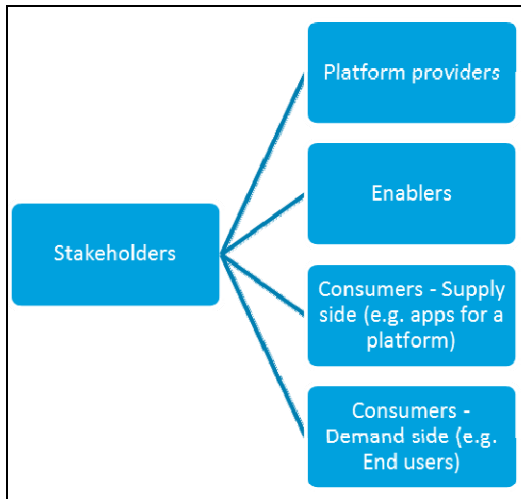 Platform providers
Enablers
Stakeholders
Consumers - Supply
side (e.g. apps for a
platform)
Consumers -
Demand side (e.g.
End users)